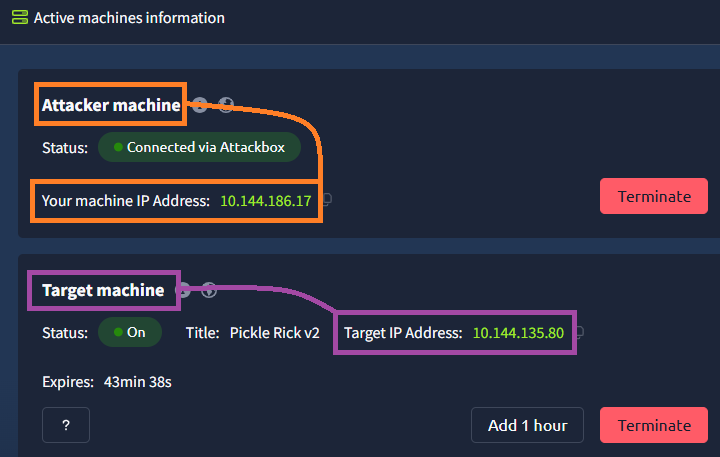 Active machines information
Attacker machine
Status: Connected via Attackbox
Your machine IP Address: 10.144.186.17
Terminate
Target machine
Status: On Title: Pickle Rick v2 Target IP Address: 10.144.135.80
Expires: 43min 38s
? Add 1 hour Terminate